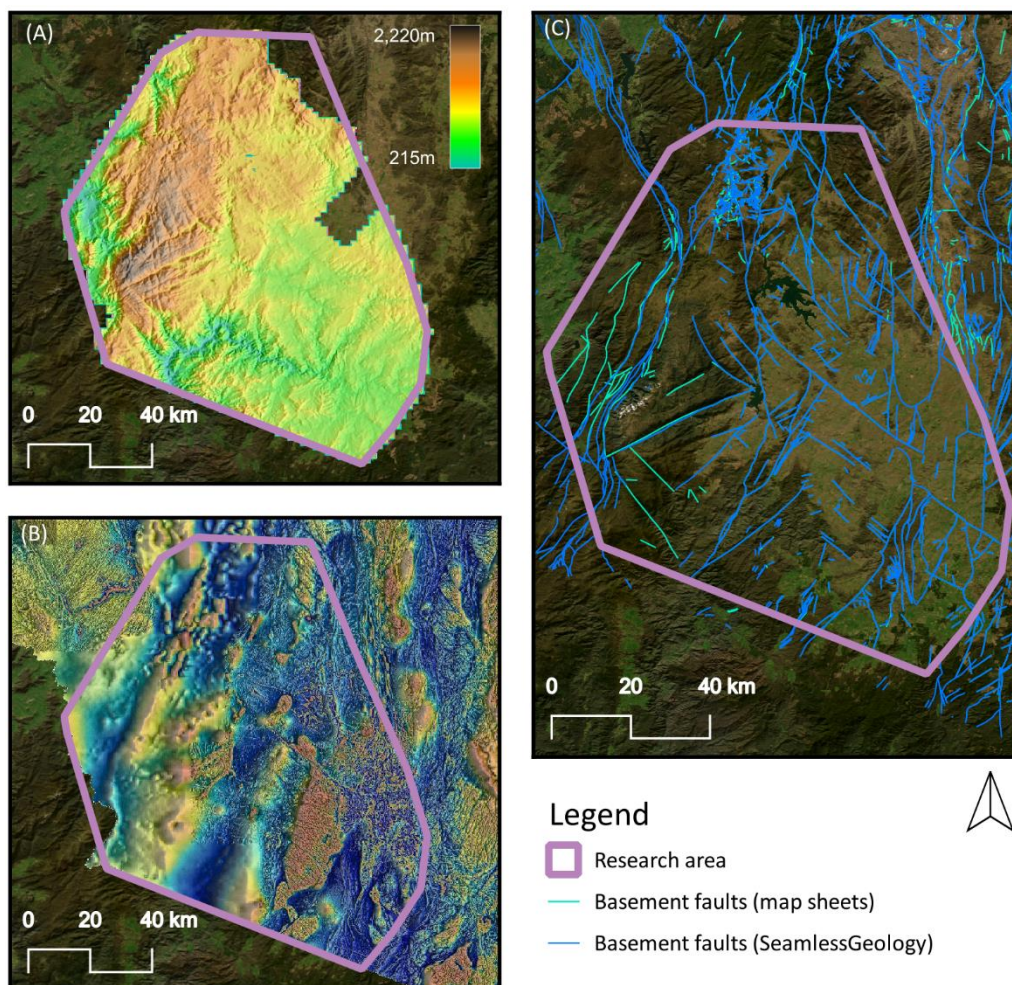 (A)
2,220m
215m
0 20 40 km
(B)
0 20 40 km
(C)
0 20 40 km
Legend
Research area
Basement faults (map sheets)
Basement faults (SeamlessGeology)